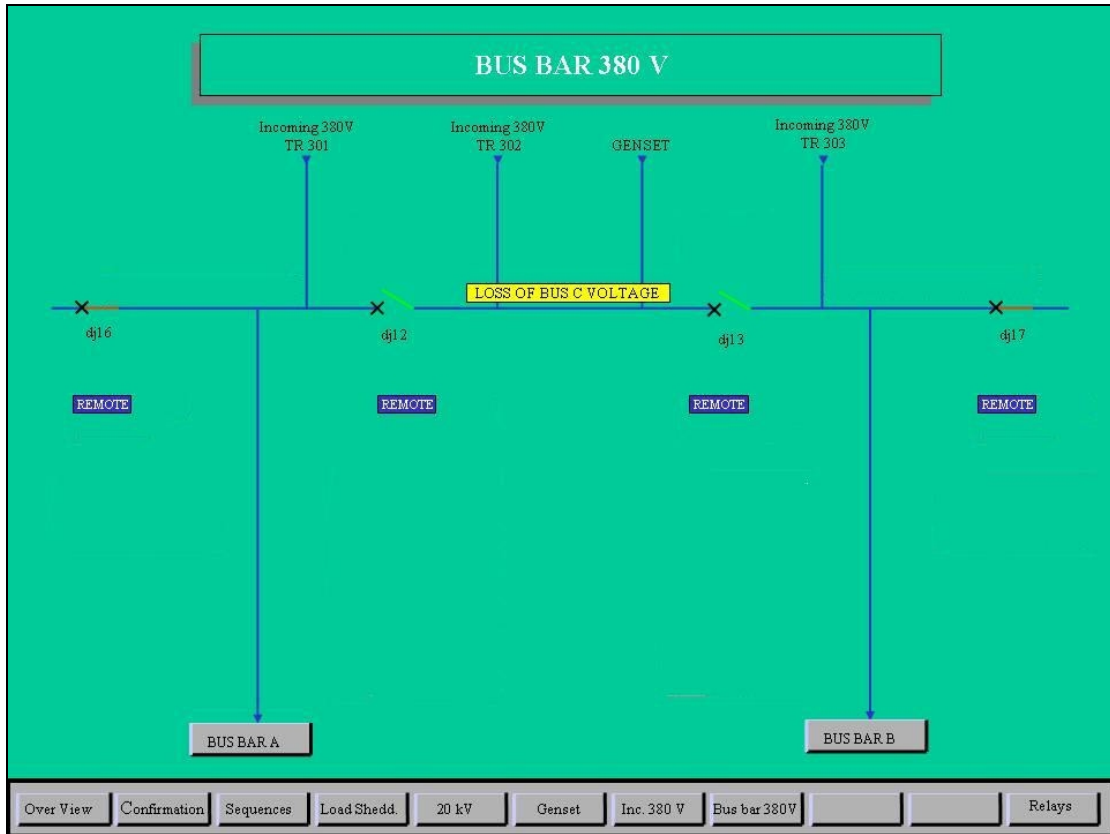 BUS BAR 380 V
Incoming 380V
TR 301
Incoming 380V
TR 302
GENSET
Incoming 380V
TR 303
LOSS OF BUS C VOLTAGE
dj16
dj12
dj13
dj17
REMOTE
REMOTE
REMOTE
REMOTE
BUS BAR A
BUS BAR B
Over View
Confirmation
Sequences
Load Shedd.
20 kV
Genset
Inc. 380 V
Bus bar 380V
Relays